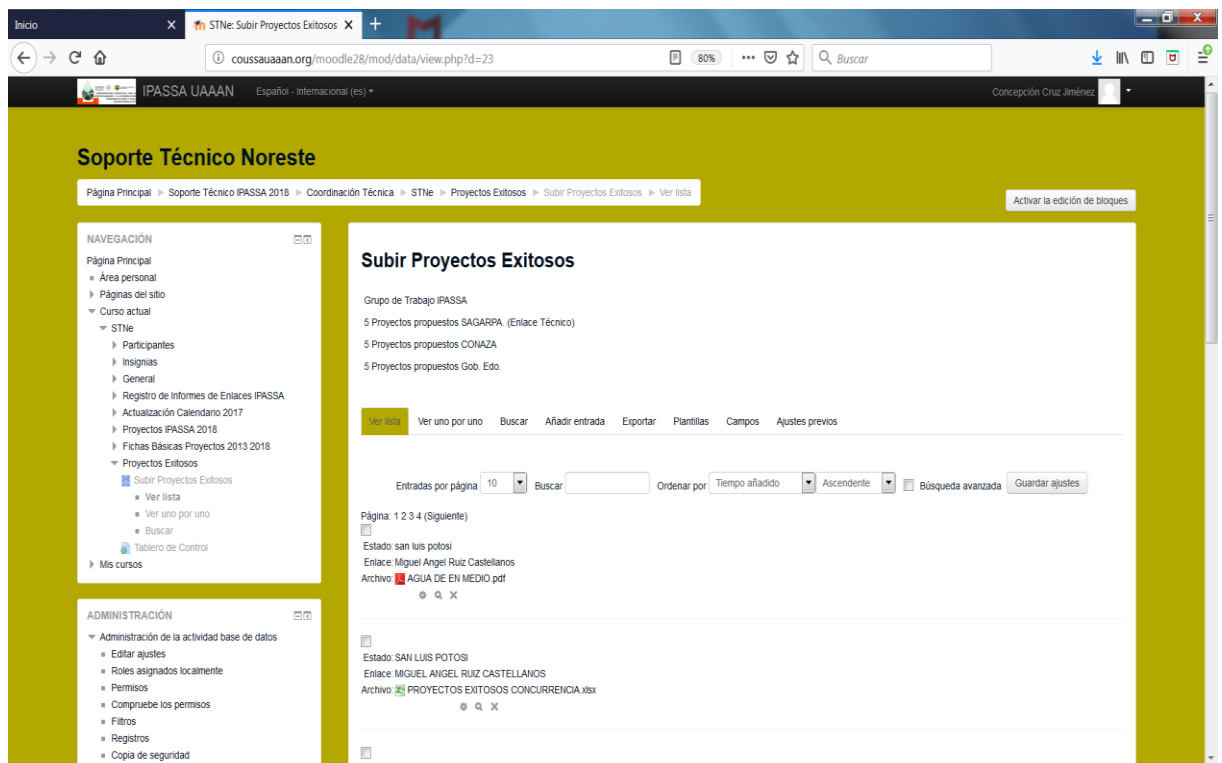 Inicio
STNe: Subir Proyectos Exitosos
coussauaaan.org/moodle28/mod/data/view.php?d=23
80%
Buscar
IPASSA UAAAN Español - Internacional (es)
Concepción Cruz Jiménez
Soporte Técnico Noreste
Página Principal Soporte Técnico IPASSA 2018 Coordinación Técnica STNe Proyectos Exitosos Subir Proyectos Exitosos Ver lista
Activar la edición de bloques
NAVEGACIÓN
Página Principal
Área personal
Páginas del sitio
Curso actual
STNe
Participantes
Insignias
General
Registro de Informes de Enlaces IPASSA
Actualización Calendario 2017
Proyectos IPASSA 2018
Fichas Básicas Proyectos 2013 2018
Proyectos Exitosos
Subir Proyectos Exitosos
Ver lista
Ver uno por uno
Buscar
Tablero de Control
Mis cursos
ADMINISTRACIÓN
Administración de la actividad base de datos
Editar ajustes
Roles asignados localmente
Permisos
Compruebe los permisos
Filtros
Registros
Copia de seguridad
Subir Proyectos Exitosos
Grupo de Trabajo IPASSA
5 Proyectos propuestos SAGARPA. (Enlace Técnico)
5 Proyectos propuestos CONAZA
5 Proyectos propuestos Gob. Edo.
Ver lista Ver uno por uno Buscar Añadir entrada Exportar Plantillas Campos Ajustes previos
Entradas por página 10 Buscar Ordenar por Tiempo añadido Ascendente Búsqueda avanzada Guardar ajustes
Página: 1 2 3 4 (Siguiente)
Estado: san luis potosi
Enlace: Miguel Angel Ruiz Castellanos
Archivo: AGUA DE EN MEDIO.pdf
Estado: SAN LUIS POTOSI
Enlace: MIGUEL ANGEL RUIZ CASTELLANOS
Archivo: PROYECTOS EXITOSOS CONCURRENCIA.xlsx